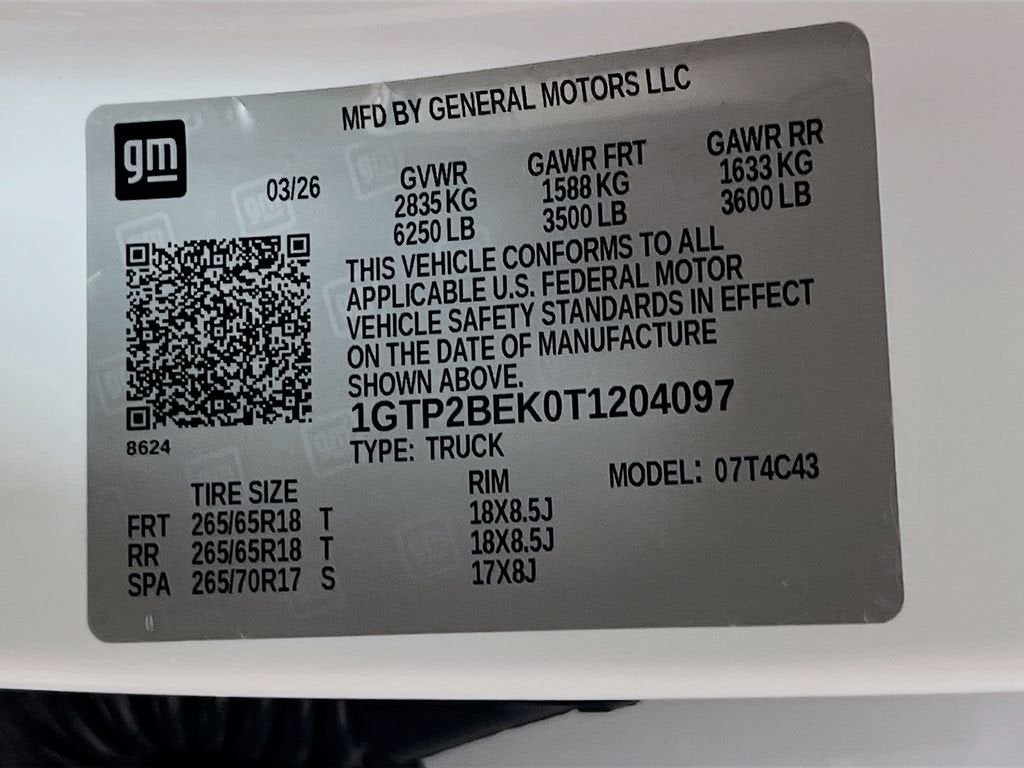 MFD BY GENERAL MOTORS LLC
gm
03/26
GVWR GAWR FRT GAWR RR
2835 KG 1588 KG 1633 KG
6250 LB 3500 LB 3600 LB
THIS VEHICLE CONFORMS TO ALL
APPLICABLE U.S. FEDERAL MOTOR
VEHICLE SAFETY STANDARDS IN EFFECT
ON THE DATE OF MANUFACTURE
SHOWN ABOVE.
1GTP2BEK0T1204097
8624
TYPE: TRUCK
MODEL: 07T4C43
TIRE SIZE RIM
FRT 265/65R18 T 18X8.5J
RR 265/65R18 T 18X8.5J
SPA 265/70R17 S 17X8J